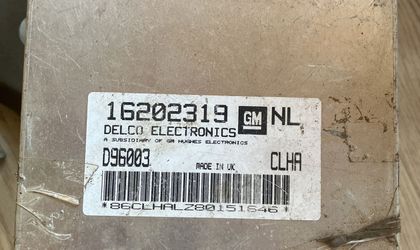 16202319 GM NL
DELCO ELECTRONICS
A SUBSIDIARY OF GM HUGHES ELECTRONICS
D96003 MADE IN UK CLHA
*86CLHALZ80151646*